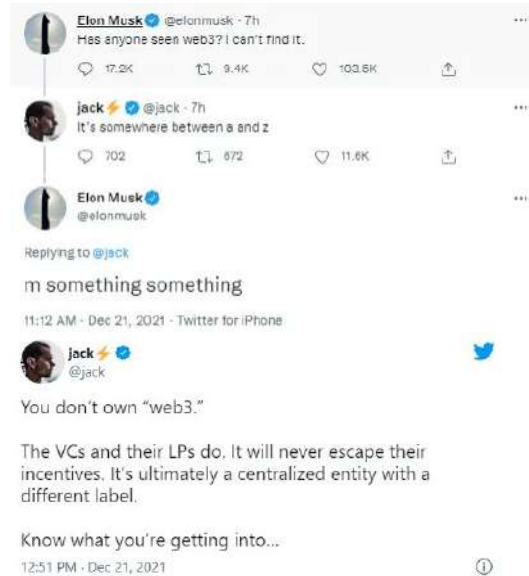 Elon Musk @elonmusk · 7h
Has anyone seen web3? I can't find it.
17.2K 9.4K 103.5K
jack⚡ @jack · 7h
It's somewhere between a and z
702 672 11.6K
Elon Musk
@elonmusk
Replying to @jack
m something something
11:12 AM · Dec 21, 2021 · Twitter for iPhone
jack⚡
@jack
You don't own “web3.”
The VCs and their LPs do. It will never escape their
incentives. It's ultimately a centralized entity with a
different label.
Know what you're getting into...
12:51 PM · Dec 21, 2021